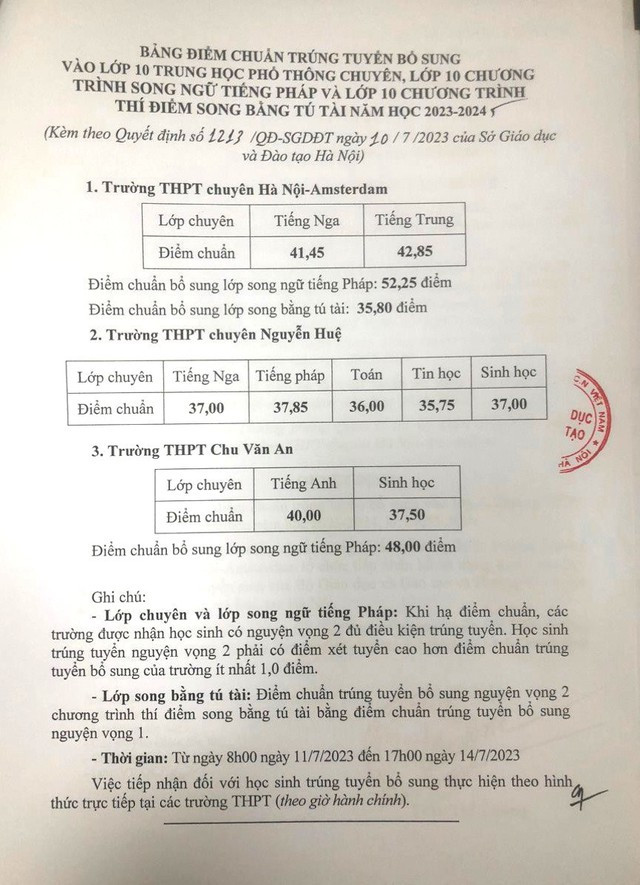 BẢNG ĐIỂM CHUẨN TRÚNG TUYỂN BỔ SUNG
VÀO LỚP 10 TRUNG HỌC PHỔ THÔNG CHUYÊN, LỚP 10 CHƯƠNG
TRÌNH SONG NGỮ TIẾNG PHÁP VÀ LỚP 10 CHƯƠNG TRÌNH
THÍ ĐIỂM SONG BẰNG TÚ TÀI NĂM HỌC 2023-2024
(Kèm theo Quyết định số 1213 /QĐ-SGDĐT ngày 10 / 7 /2023 của Sở Giáo dục
và Đào tạo Hà Nội)
1. Trường THPT chuyên Hà Nội-Amsterdam
Lớp chuyên Tiếng Nga Tiếng Trung
Điểm chuẩn 41,45 42,85
Điểm chuẩn bổ sung lớp song ngữ tiếng Pháp: 52,25 điểm
Điểm chuẩn bổ sung lớp song bằng tú tài: 35,80 điểm
2. Trường THPT chuyên Nguyễn Huệ
Lớp chuyên Tiếng Nga Tiếng pháp Toán Tin học Sinh học
Điểm chuẩn 37,00 37,85 36,00 35,75 37,00
3. Trường THPT Chu Văn An
Lớp chuyên Tiếng Anh Sinh học
Điểm chuẩn 40,00 37,50
Điểm chuẩn bổ sung lớp song ngữ tiếng Pháp: 48,00 điểm
Ghi chú:
- Lớp chuyên và lớp song ngữ tiếng Pháp: Khi hạ điểm chuẩn, các
trường được nhận học sinh có nguyện vọng 2 đủ điều kiện trúng tuyển. Học sinh
trúng tuyển nguyện vọng 2 phải có điểm xét tuyển cao hơn điểm chuẩn trúng
tuyển bổ sung của trường ít nhất 1,0 điểm.
- Lớp song bằng tú tài: Điểm chuẩn trúng tuyển bổ sung nguyện vọng 2
chương trình thí điểm song bằng tú tài bằng điểm chuẩn trúng tuyển bổ sung
nguyện vọng 1.
- Thời gian: Từ ngày 8h00 ngày 11/7/2023 đến 17h00 ngày 14/7/2023
Việc tiếp nhận đối với học sinh trúng tuyển bổ sung thực hiện theo hình
thức trực tiếp tại các trường THPT (theo giờ hành chính).
C.N VIỆT NAM
DỤC
TẠO
HÀ NỘI